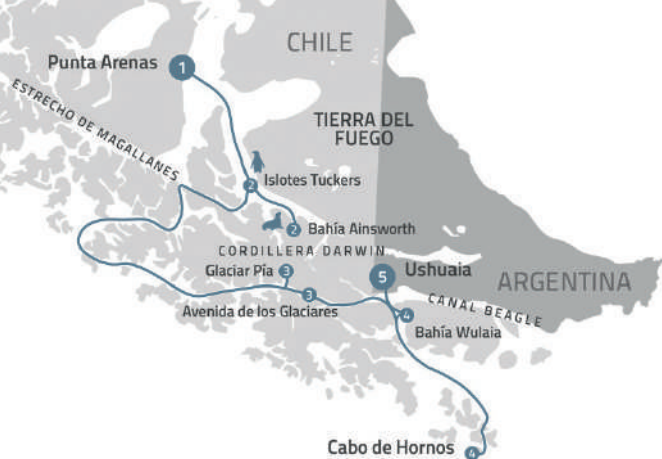 CHILE
Punta Arenas
1
ESTRECHO DE MAGALLANES
TIERRA DEL
FUEGO
2
Islotes Tuckers
2
Bahía Ainsworth
CORDILLERA DARWIN
Glaciar Pía
3
5
Ushuaia
ARGENTINA
3
Avenida de los Glaciares
CANAL BEAGLE
4
Bahía Wulaia
Cabo de Hornos
4